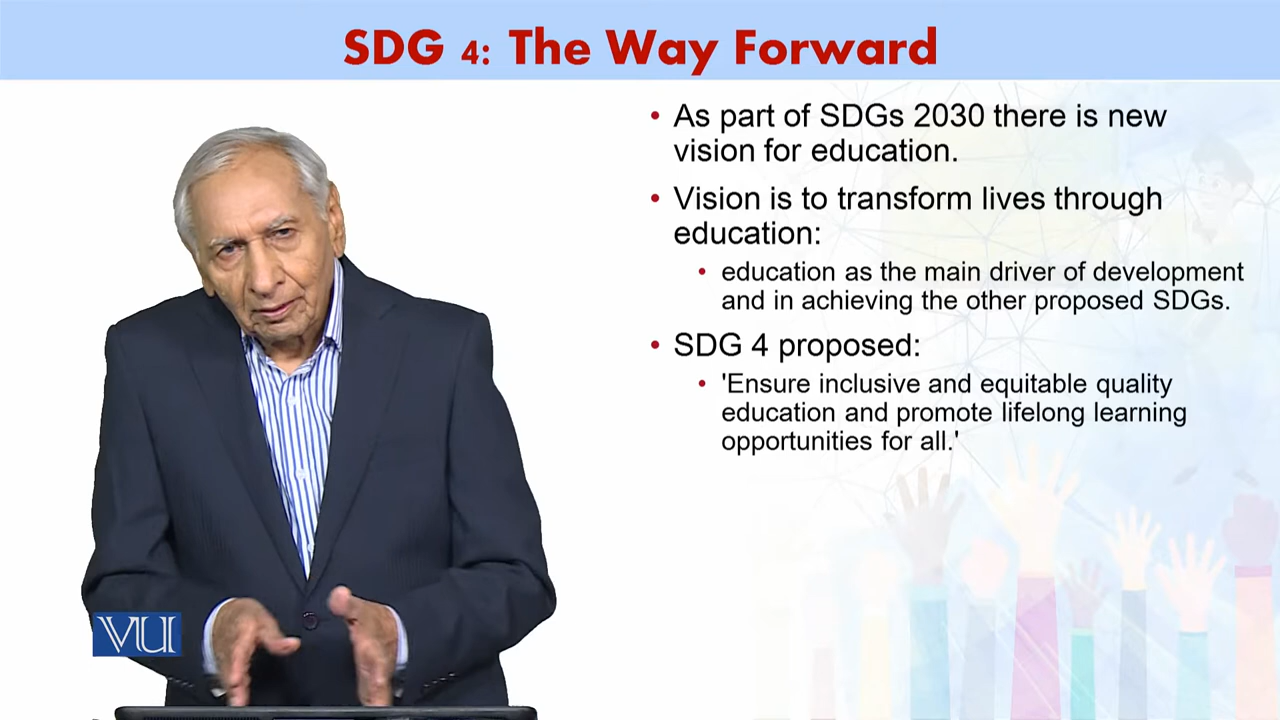 SDG 4: The Way Forward
• As part of SDGs 2030 there is new
vision for education.
• Vision is to transform lives through
education:
• education as the main driver of development
and in achieving the other proposed SDGs.
• SDG 4 proposed:
• 'Ensure inclusive and equitable quality
education and promote lifelong learning
opportunities for all.'
VU